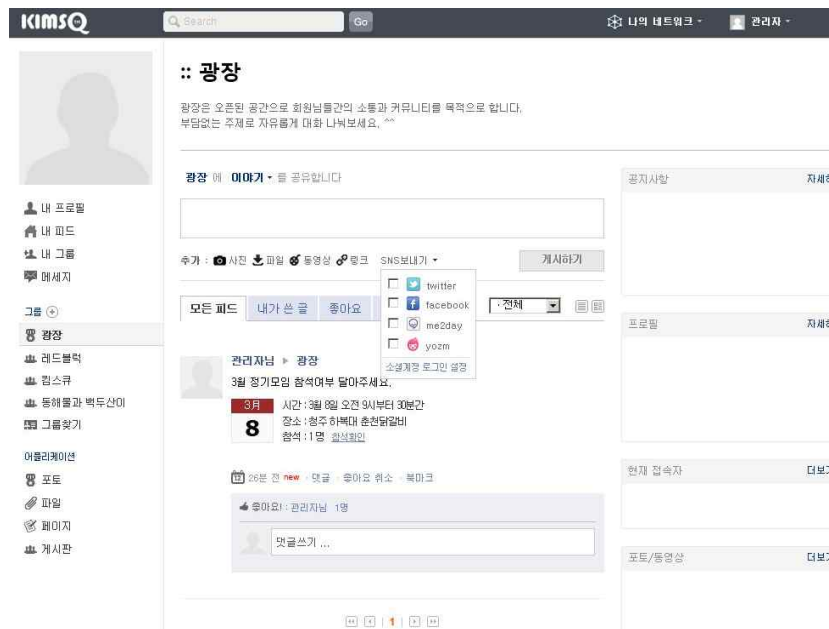 KIMSQ
Search
Go
나의 네트워크
관리자
:: 광장
광장은 오픈된 공간으로 회원님들간의 소통과 커뮤니티를 목적으로 합니다.
부담없는 주제로 자유롭게 대화 나눠보세요. ^^
광장 에 이야기 를 공유합니다
추가 : 사진 파일 동영상 링크 SNS보내기
게시하기
twitter
facebook
me2day
yozm
소셜계정 로그인 설정
모든 피드 내가 쓴 글 좋아요
· 전체
관리자님 ▶ 광장
3월 정기모임 참석여부 달아주세요.
3月
8
시간 : 3월 8일 오전 9시부터 30분간
장소 : 청주 하복대 춘천닭갈비
참석 : 1명 참석확인
12 26분 전 new · 댓글 · 좋아요 취소 · 북마크
좋아요! : 관리자님 1명
댓글쓰기 ...
1
내 프로필
내 피드
내 그룹
메세지
그룹
광장
레드블럭
킴스큐
동해물과 백두산이
그룹찾기
어플리케이션
포토
파일
페이지
게시판
공지사항 자세히
프로필 자세히
현재 접속자 더보기
포토/동영상 더보기